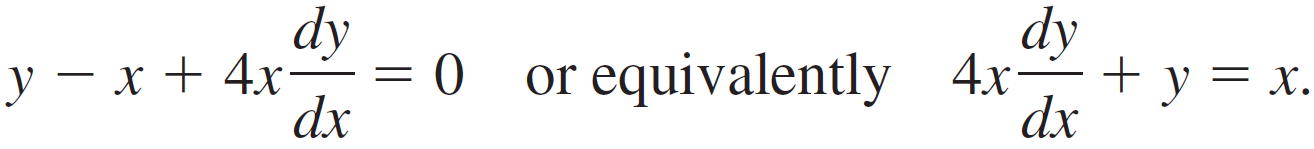 y − x + 4x dy/dx = 0 or equivalently 4x dy/dx + y = x.